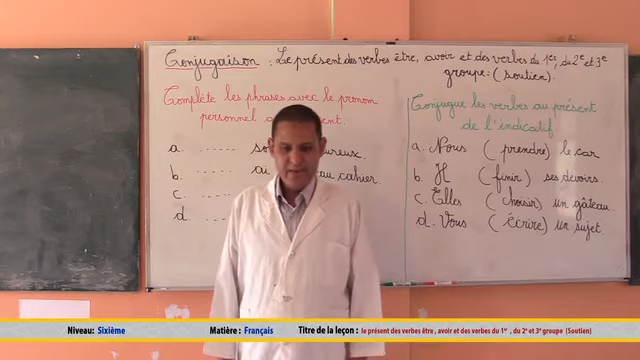 Conjugaison : Le présent des verbes être, avoir et des verbes du 1er, du 2e et 3e
groupe: (soutien).
Complète les phrases avec le pronom
personnel
a. ......
b. ...... ai au cahier.
c. ......
d. ....
Conjugue les verbes au présent
de l'indicatif.
a. Nous (prendre) le car
b. Il (finir) ses devoirs.
c. Elles (choisir) un gâteau.
d. Vous (écrire) un sujet.
Niveau: Sixième Matière : Français Titre de la leçon : le présent des verbes être , avoir et des verbes du 1er , du 2e et 3e groupe (Soutien)